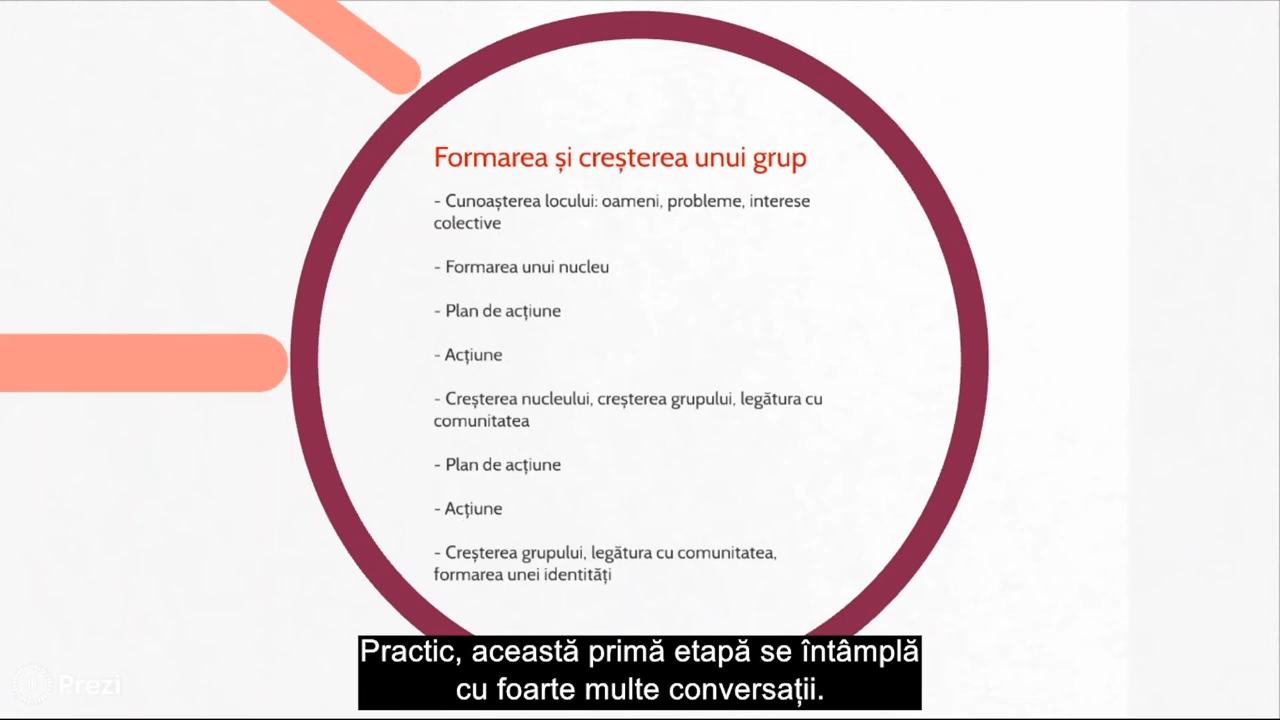 Formarea și creșterea unui grup
- Cunoașterea locului: oameni, probleme, interese
colective
- Formarea unui nucleu
- Plan de acțiune
- Acțiune
- Creșterea nucleului, creșterea grupului, legătura cu
comunitatea
- Plan de acțiune
- Acțiune
- Creșterea grupului, legătură cu comunitatea,
formarea unei identități
Practic, această primă etapă se întâmplă
cu foarte multe conversații.
Prezi